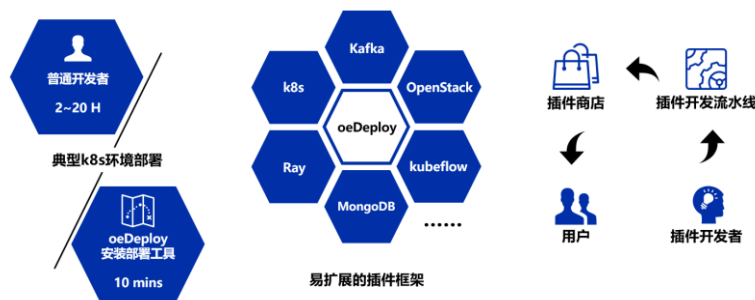 普通开发者
2~20 H
典型k8s环境部署
oeDeploy
安装部署工具
10 mins
Kafka
k8s
OpenStack
oeDeploy
Ray
kubeflow
MongoDB
……
易扩展的插件框架
插件商店
插件开发流水线
用户
插件开发者